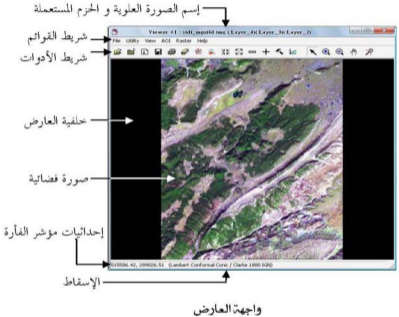 إسم الصورة العلوية و الحزم المستعملة
شريط القوائم
شريط الأدوات
خلفية العارض
صورة فضائية
إحداثيات مؤشر الفأرة
الإسقاط
Viewer #1 : (:Layer_4)(:Layer_3)(:Layer_2)
File Utility View AOI Raster Help
(Lambert Conformal Conic / Clarke 1880 IGN)
واجهة العارض